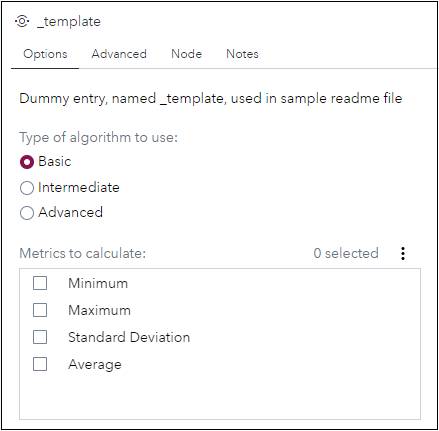 _template
Options Advanced Node Notes
Dummy entry, named _template, used in sample readme file
Type of algorithm to use:
Basic
Intermediate
Advanced
Metrics to calculate: 0 selected
Minimum
Maximum
Standard Deviation
Average